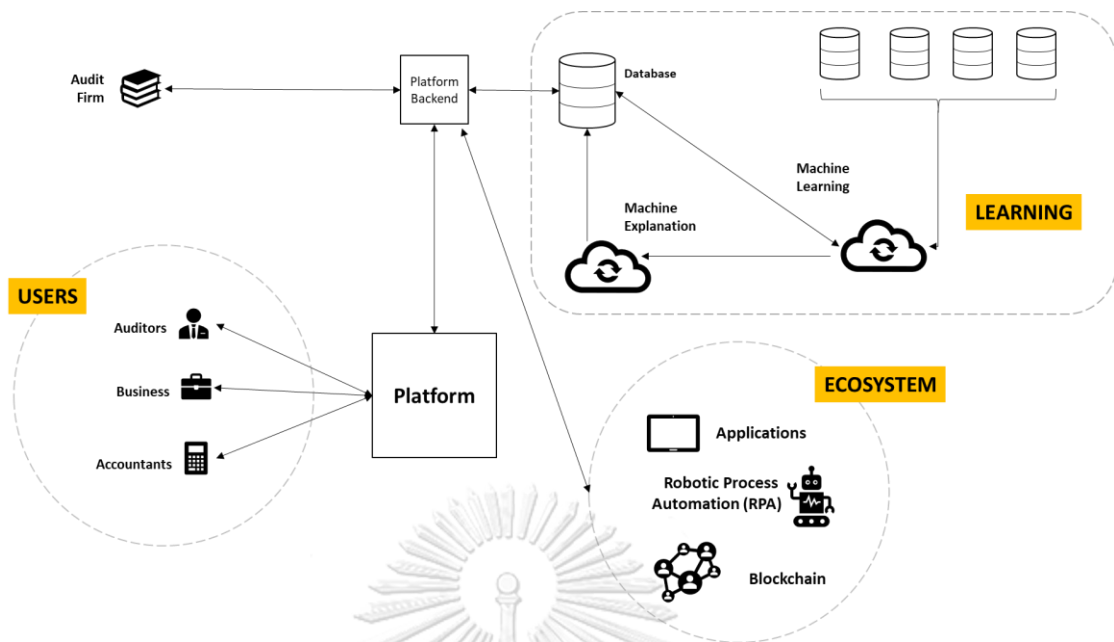 Audit
Firm
Platform
Backend
Database
Machine
Learning
LEARNING
Machine
Explanation
USERS
Auditors
Business
Accountants
Platform
ECOSYSTEM
Applications
Robotic Process
Automation (RPA)
Blockchain